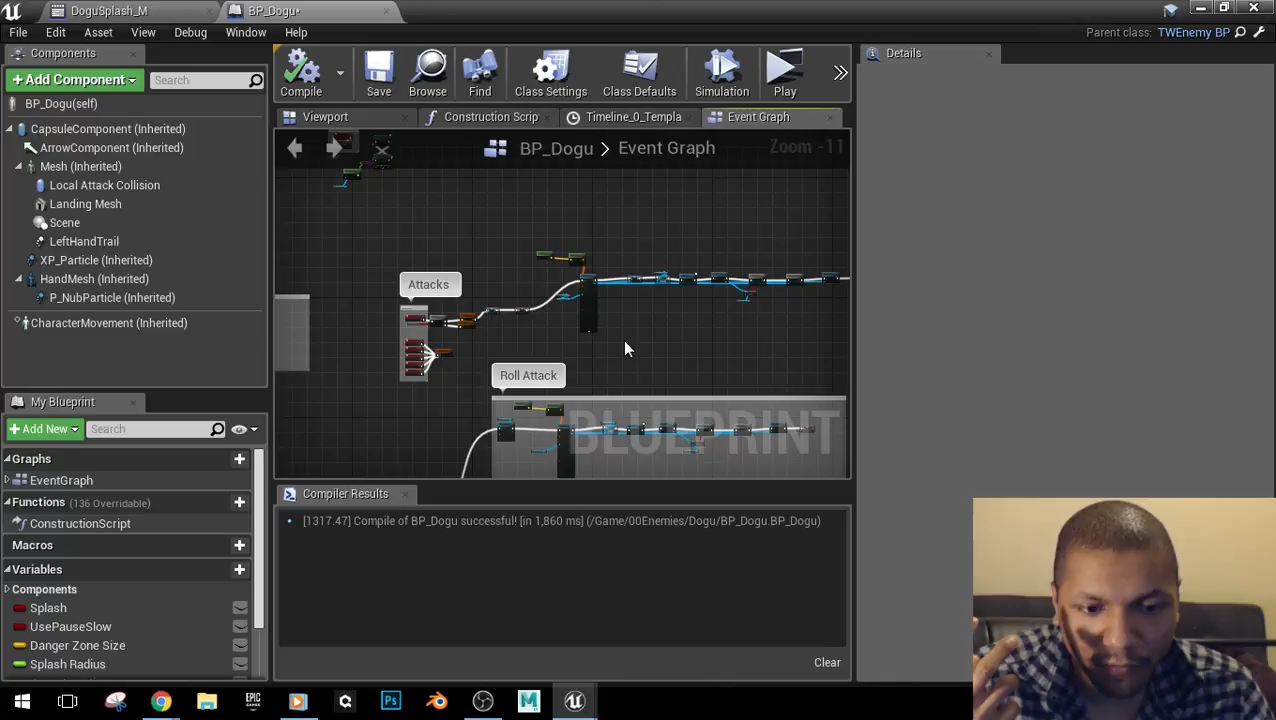 DoguSplash_M
BP_Dogu*
File Edit Asset View Debug Window Help
Parent class: TWEnemy BP
Components
Details
+Add Component
Search
Compile
Save
Browse
Find
Class Settings
Class Defaults
Simulation
Play
BP_Dogu(self)
Viewport
Construction Scrip
Timeline_0_Templa
Event Graph
CapsuleComponent (Inherited)
ArrowComponent (Inherited)
Mesh (Inherited)
Local Attack Collision
Landing Mesh
Scene
LeftHandTrail
XP_Particle (Inherited)
HandMesh (Inherited)
P_NubParticle (Inherited)
CharacterMovement (Inherited)
BP_Dogu > Event Graph
Zoom -11
Attacks
Roll Attack
BLUEPRINT
My Blueprint
+Add New
Search
Graphs
EventGraph
Functions (136 Overridable)
ConstructionScript
Macros
Variables
Components
Splash
UsePauseSlow
Danger Zone Size
Splash Radius
Compiler Results
[1317.47] Compile of BP_Dogu successful! [in 1,860 ms] (/Game/00Enemies/Dogu/BP_Dogu.BP_Dogu)
Clear
EPIC
GAMES
Ps
M